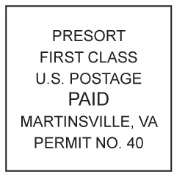 PRESORT
FIRST CLASS
U.S. POSTAGE
PAID
MARTINSVILLE, VA
PERMIT NO. 40